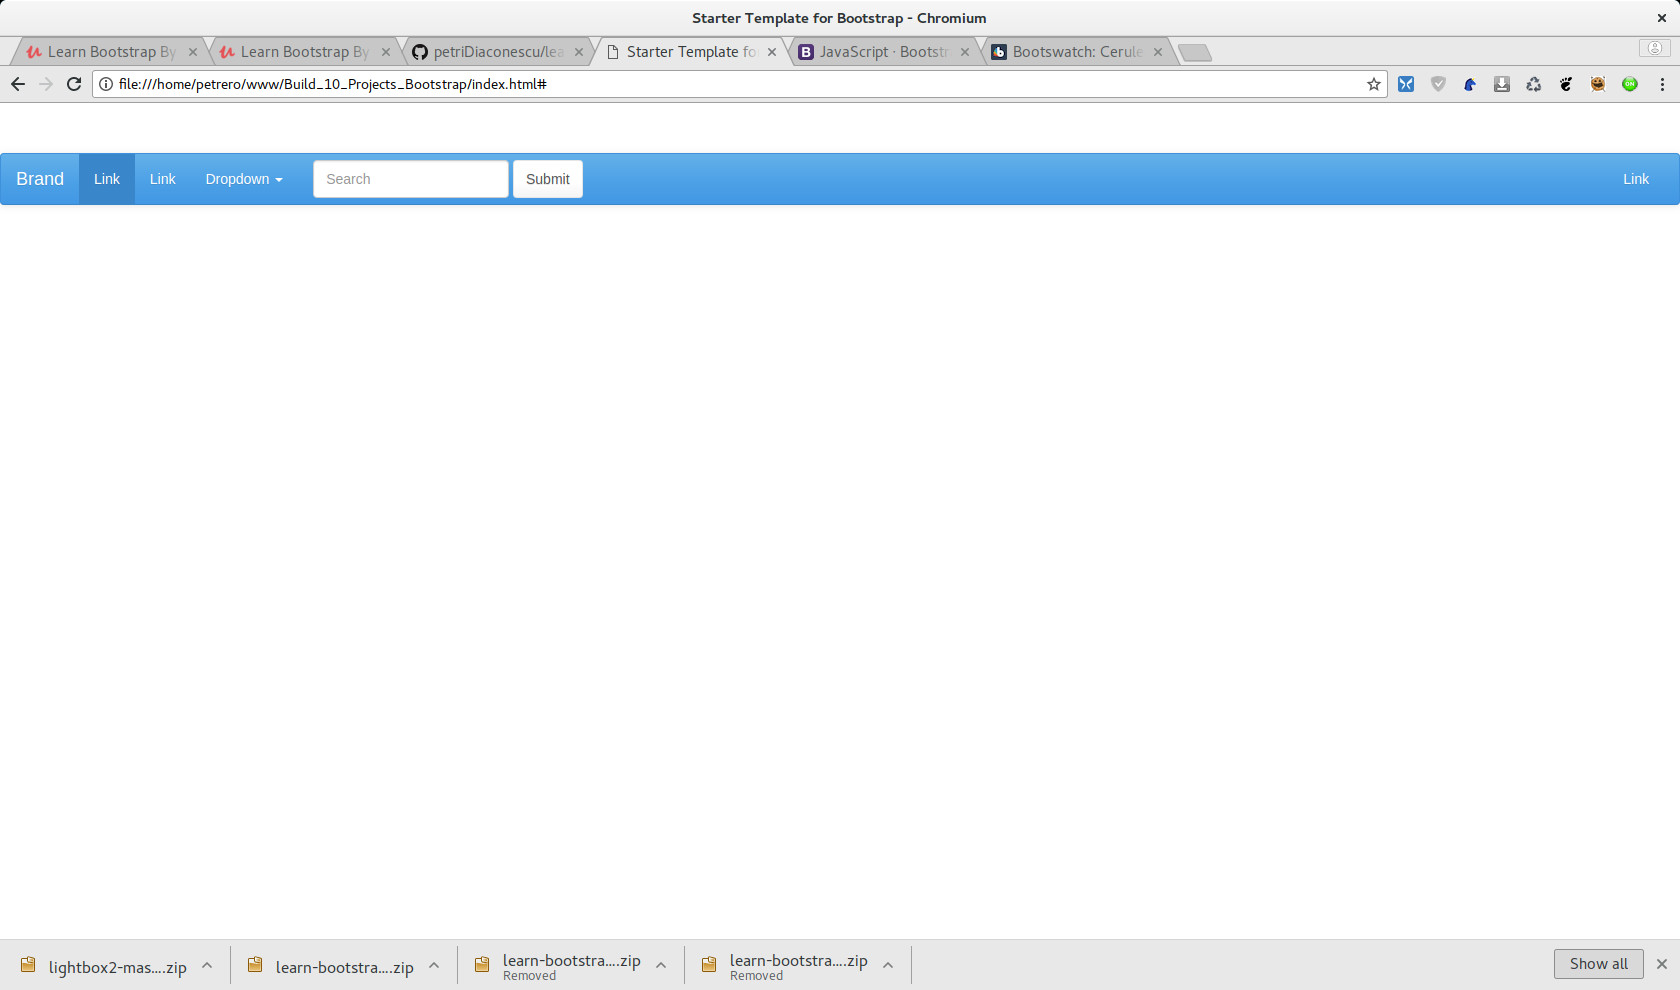 Starter Template for Bootstrap - Chromium
Learn Bootstrap By
Learn Bootstrap By
petriDiaconescu/lea
Starter Template fo
JavaScript · Bootstr
Bootswatch: Cerule
file:///home/petrero/www/Build_10_Projects_Bootstrap/index.html#
ON
Brand
Link
Link
Dropdown
Search
Submit
Link
lightbox2-mas....zip
learn-bootstra....zip
learn-bootstra....zip
Removed
learn-bootstra....zip
Removed
Show all